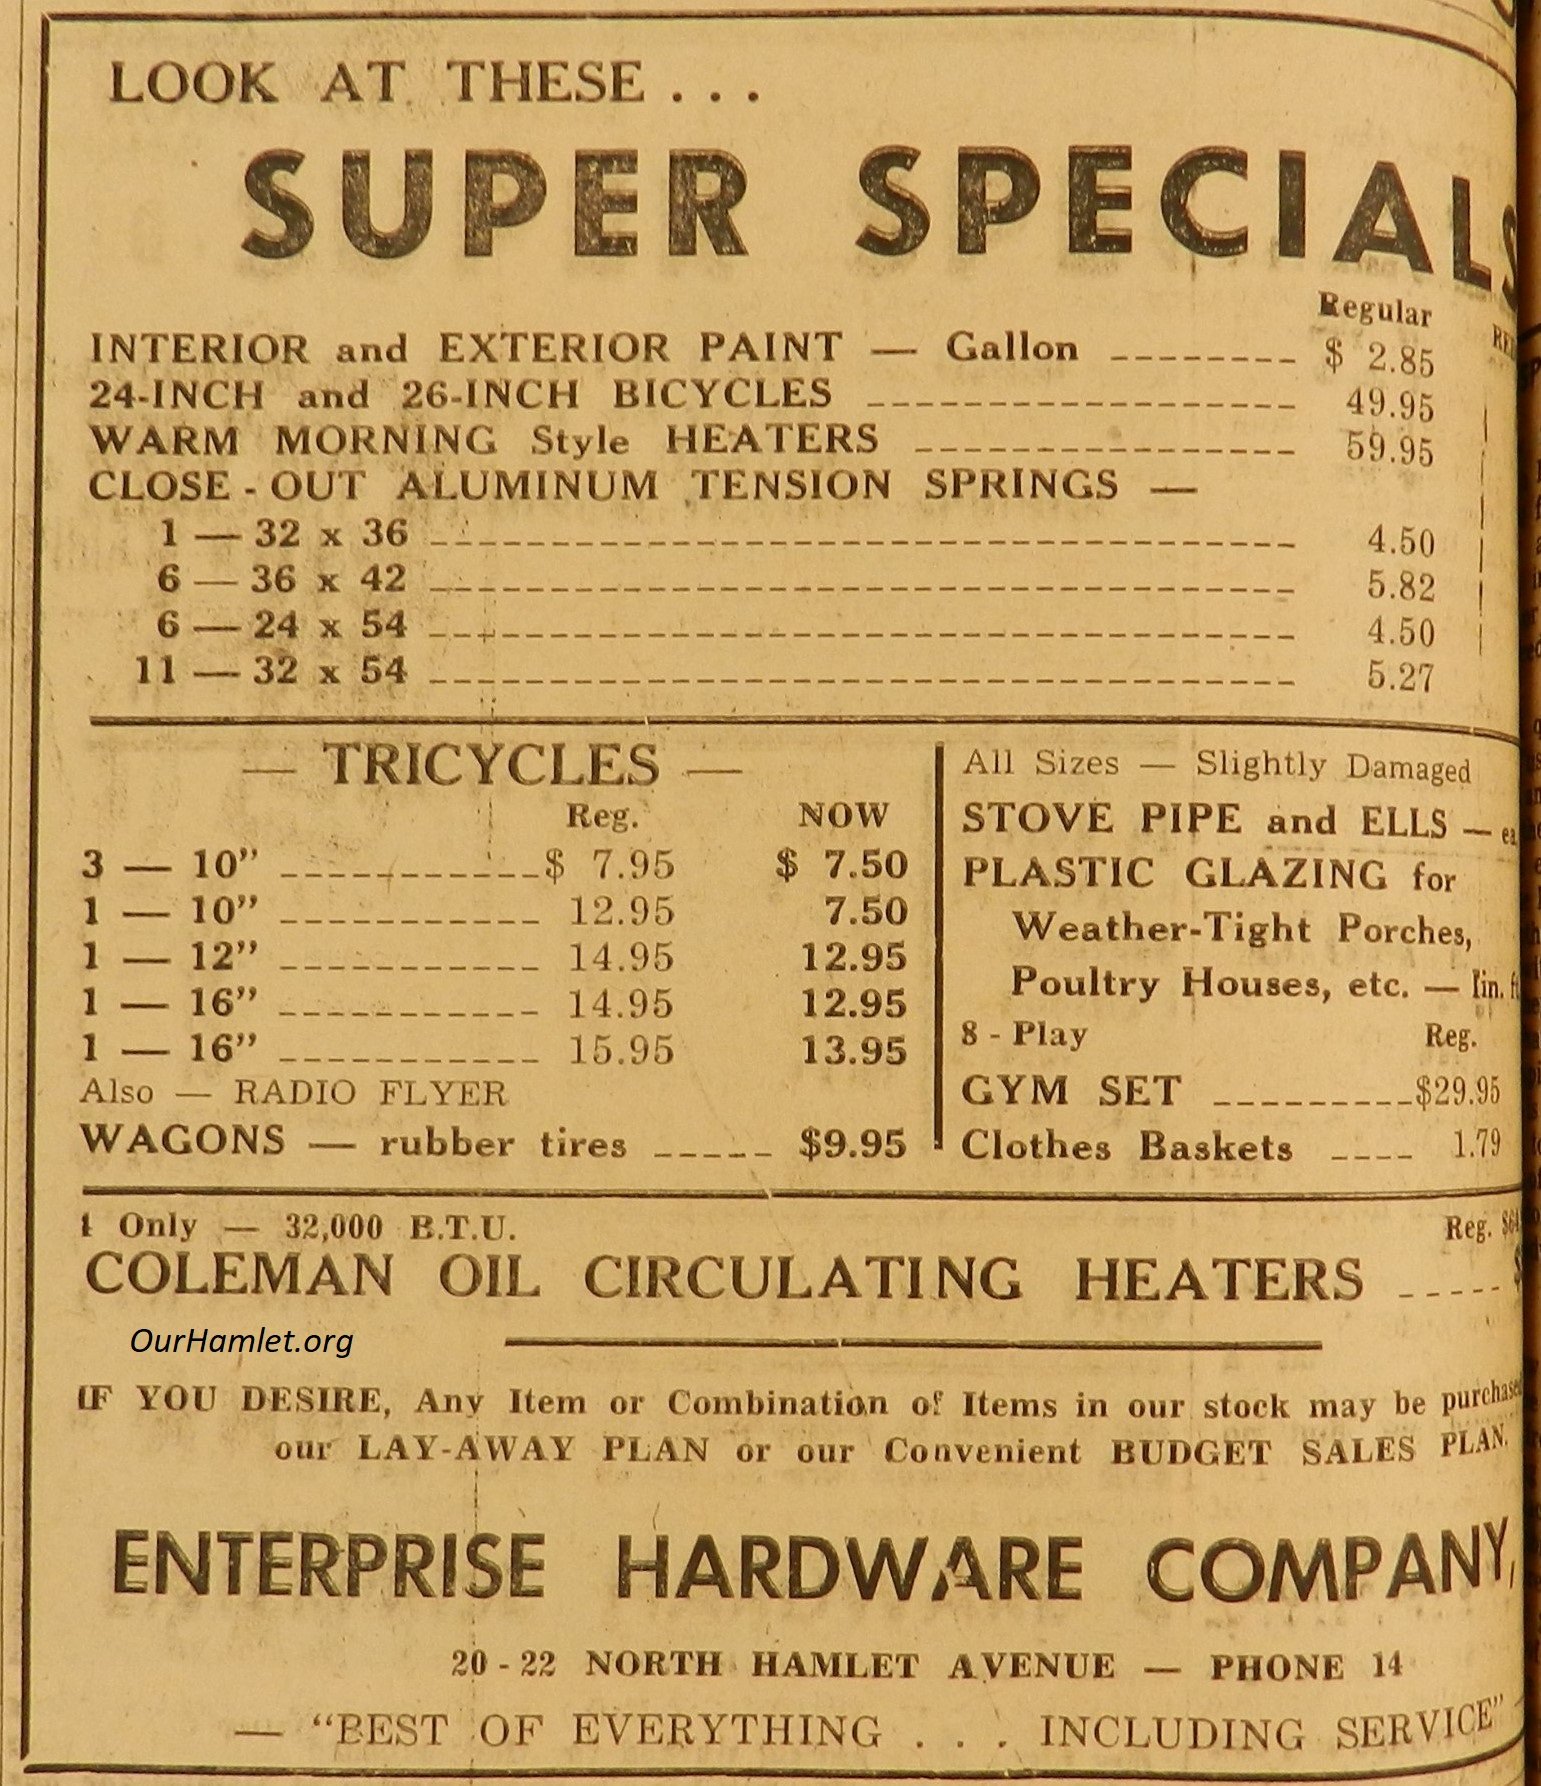 LOOK AT THESE . . .
SUPER SPECIALS
Regular
INTERIOR and EXTERIOR PAINT — Gallon -------- $ 2.85
24-INCH and 26-INCH BICYCLES ------------------ 49.95
WARM MORNING Style HEATERS ---------------- 59.95
CLOSE-OUT ALUMINUM TENSION SPRINGS —
1 — 32 x 36 ------------------------------------ 4.50
6 — 36 x 42 ------------------------------------ 5.82
6 — 24 x 54 ------------------------------------ 4.50
11 — 32 x 54 ------------------------------------ 5.27
— TRICYCLES —
Reg. NOW
3 — 10” ----------- $ 7.95 $ 7.50
1 — 10” ----------- 12.95 7.50
1 — 12” ----------- 14.95 12.95
1 — 16” ----------- 14.95 12.95
1 — 16” ----------- 15.95 13.95
Also — RADIO FLYER
WAGONS — rubber tires ----- $9.95
All Sizes — Slightly Damaged
STOVE PIPE and ELLS —
PLASTIC GLAZING for
Weather-Tight Porches,
Poultry Houses, etc. — lin.
8 - Play Reg.
GYM SET --------- $29.95
Clothes Baskets ---- 1.79
1 Only — 32,000 B.T.U. Reg.
COLEMAN OIL CIRCULATING HEATERS -----
OurHamlet.org
IF YOU DESIRE, Any Item or Combination of Items in our stock may be
our LAY-AWAY PLAN or our Convenient BUDGET SALES PLAN.
ENTERPRISE HARDWARE COMPANY,
20-22 NORTH HAMLET AVENUE — PHONE 14
— “BEST OF EVERYTHING . . . INCLUDING SERVICE”